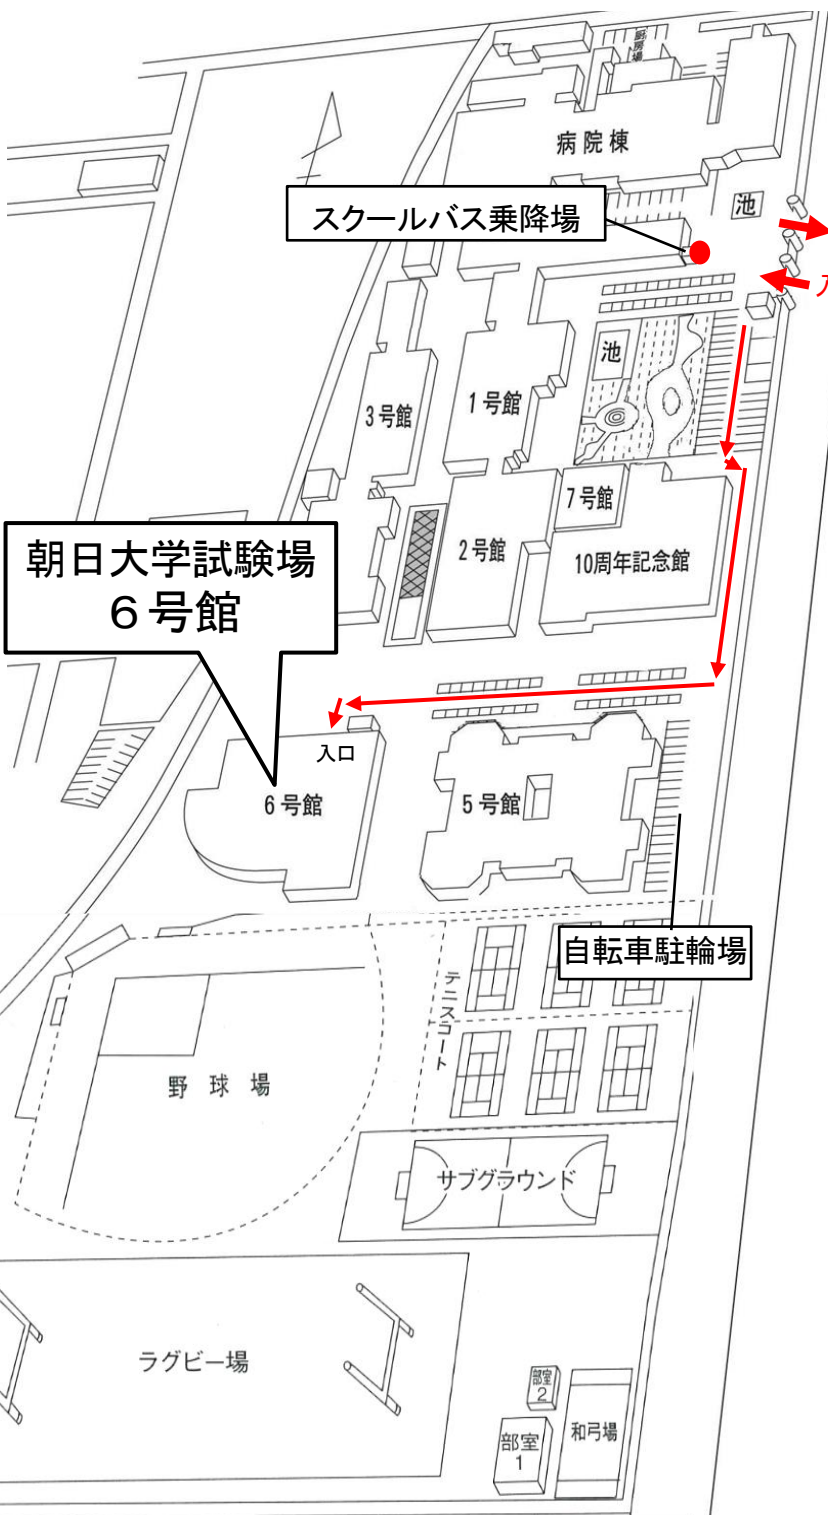 厨房場
病院棟
スクールバス乗降場
池
池
3号館
1号館
7号館
2号館
10周年記念館
朝日大学試験場
6号館
入口
6号館
5号館
自転車駐輪場
テニスコート
野球場
サブグラウンド
ラグビー場
部室
2
部室
1
和弓場